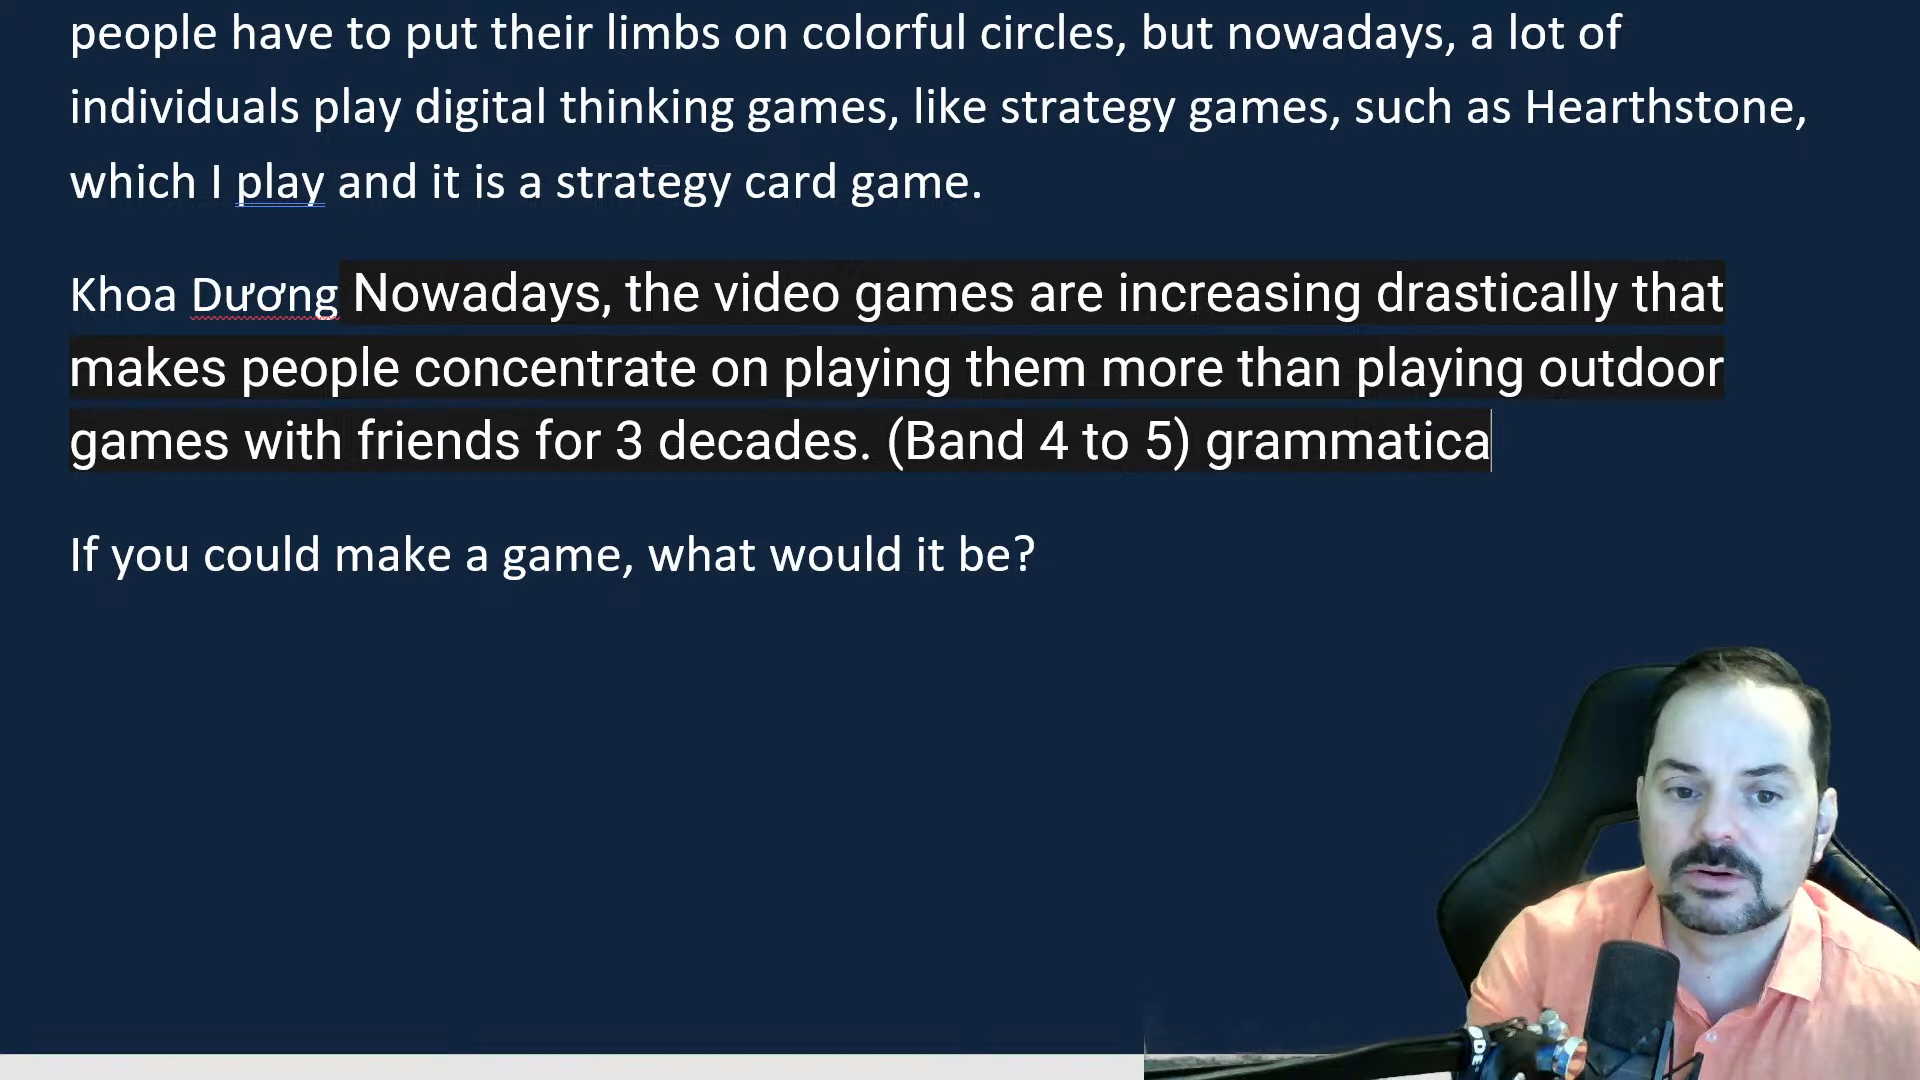 people have to put their limbs on colorful circles, but nowadays, a lot of
individuals play digital thinking games, like strategy games, such as Hearthstone,
which I play and it is a strategy card game.
Khoa Dương Nowadays, the video games are increasing drastically that
makes people concentrate on playing them more than playing outdoor
games with friends for 3 decades. (Band 4 to 5) grammatica
If you could make a game, what would it be?